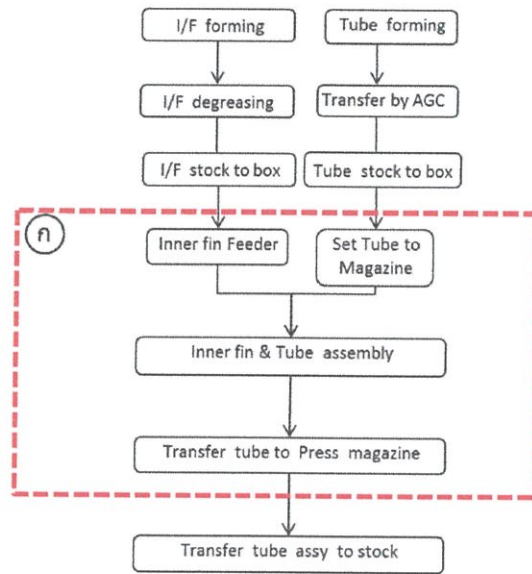 I/F forming
Tube forming
I/F degreasing
Transfer by AGC
I/F stock to box
Tube stock to box
ก
Inner fin Feeder
Set Tube to
Magazine
Inner fin & Tube assembly
Transfer tube to Press magazine
Transfer tube assy to stock